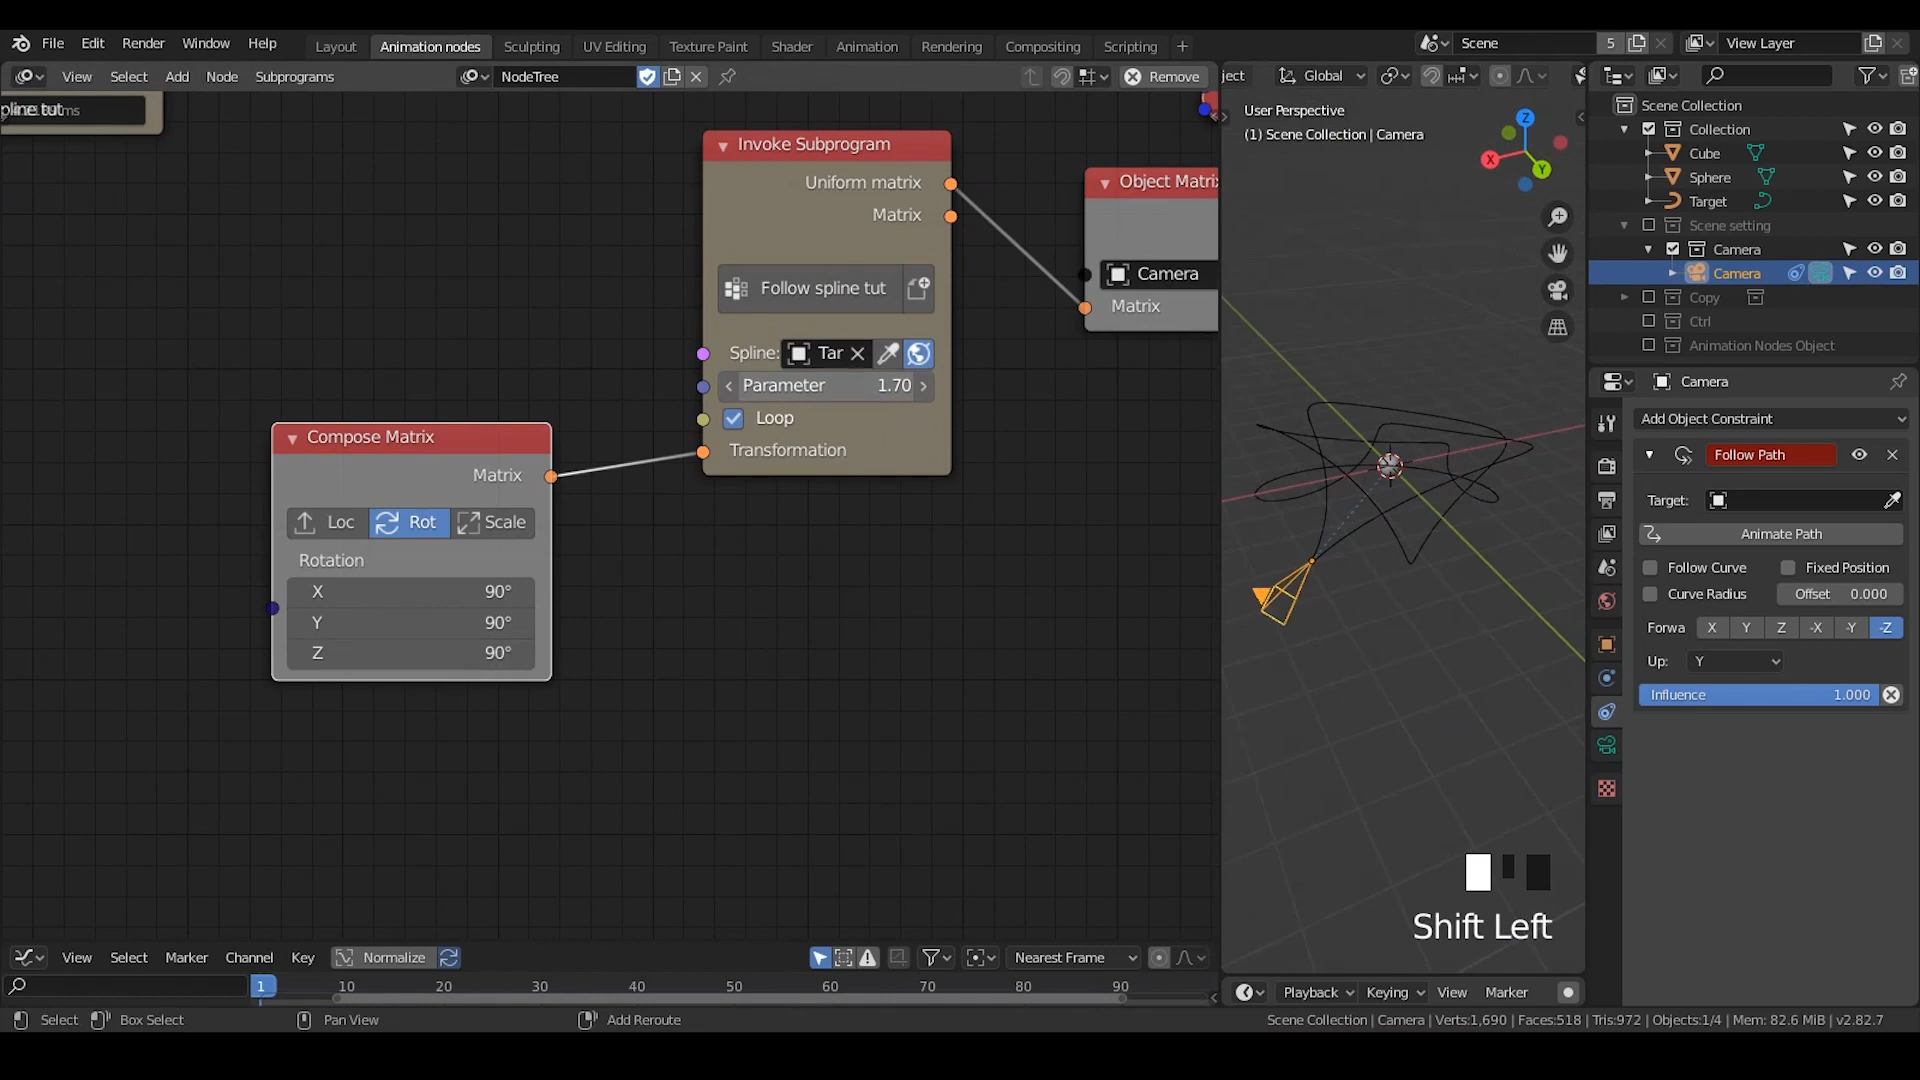 File Edit Render Window Help Layout Animation nodes Sculpting UV Editing Texture Paint Shader Animation Rendering Compositing Scripting Scene 5 View Layer
View Select Add Node Subprograms NodeTree Remove ject Global
User Perspective
(1) Scene Collection | Camera
Z
X
Y
Invoke Subprogram
Uniform matrix
Matrix
Follow spline tut
Spline: Tar
Parameter 1.70
Loop
Transformation
Object Matrix
Camera
Matrix
Compose Matrix
Matrix
Loc Rot Scale
Rotation
X 90°
Y 90°
Z 90°
Shift Left
Scene Collection
Collection
Cube
Sphere
Target
Scene setting
Camera
Camera
Copy
Ctrl
Animation Nodes Object
Camera
Add Object Constraint
Follow Path
Target:
Animate Path
Follow Curve Fixed Position
Curve Radius Offset 0.000
Forwa X Y Z -X -Y -Z
Up: Y
Influence 1.000
View Select Marker Channel Key Normalize Nearest Frame
1 10 20 30 40 50 60 70 80 90
Playback Keying View Marker
Select Box Select Pan View Add Reroute
Scene Collection | Camera | Verts:1,690 | Faces:518 | Tris:972 | Objects:1/4 | Mem: 82.6 MiB | v2.82.7